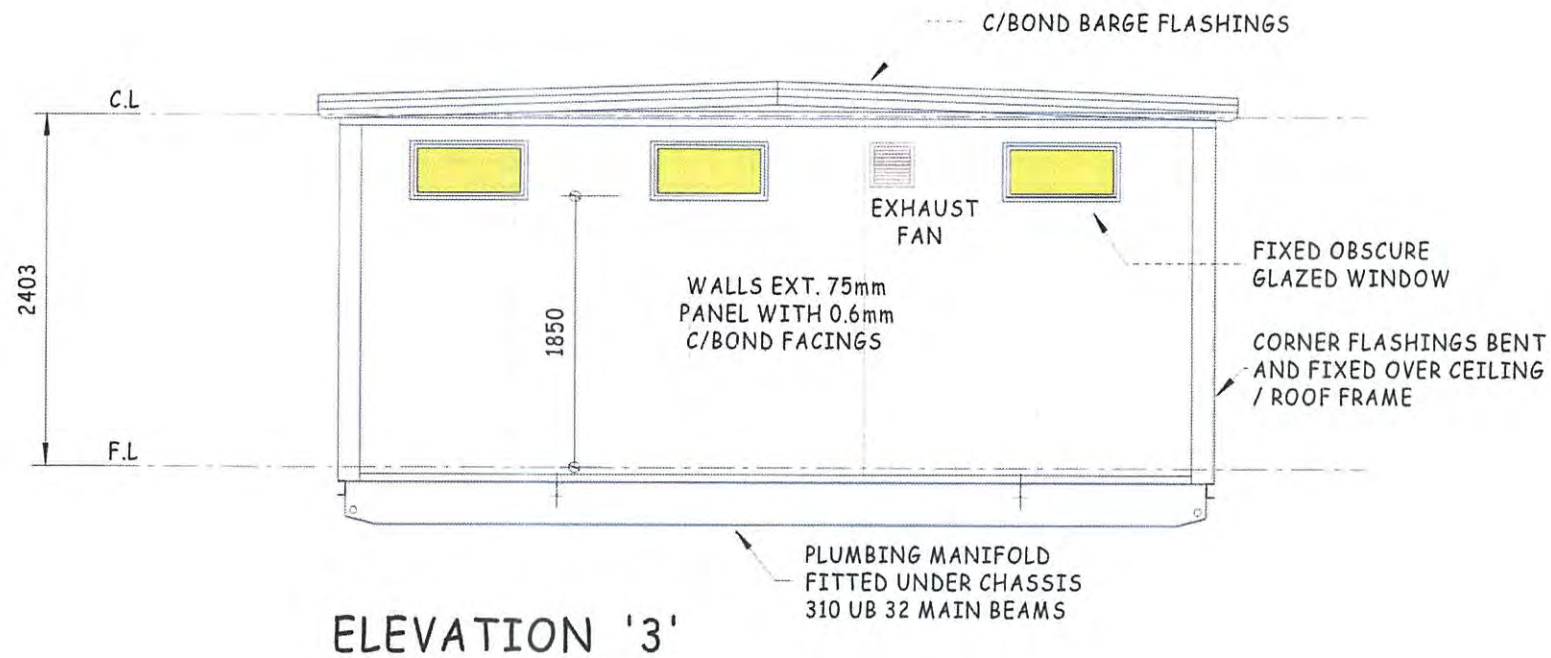 C/BOND BARGE FLASHINGS
C.L
2403
EXHAUST
FAN
FIXED OBSCURE
GLAZED WINDOW
WALLS EXT. 75mm
PANEL WITH 0.6mm
C/BOND FACINGS
1850
CORNER FLASHINGS BENT
AND FIXED OVER CEILING
/ ROOF FRAME
F.L
PLUMBING MANIFOLD
FITTED UNDER CHASSIS
310 UB 32 MAIN BEAMS
ELEVATION '3'